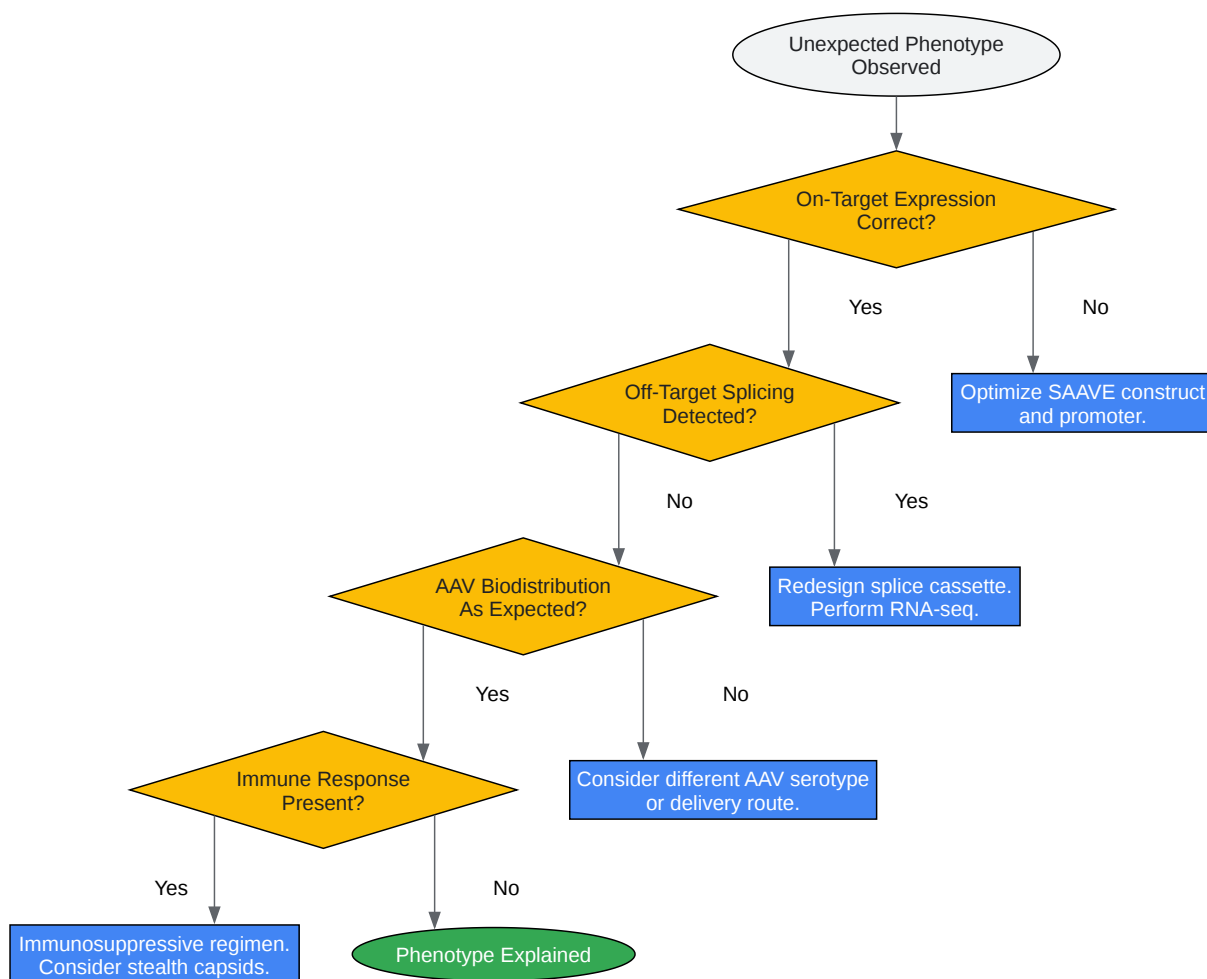 Unexpected Phenotype
Observed
On-Target Expression
Correct?
Yes
No
Off-Target Splicing
Detected?
Optimize SAAVE construct
and promoter.
No
Yes
AAV Biodistribution
As Expected?
Redesign splice cassette.
Perform RNA-seq.
Yes
No
Immune Response
Present?
Consider different AAV serotype
or delivery route.
Yes
No
Immunosuppressive regimen.
Consider stealth capsids.
Phenotype Explained